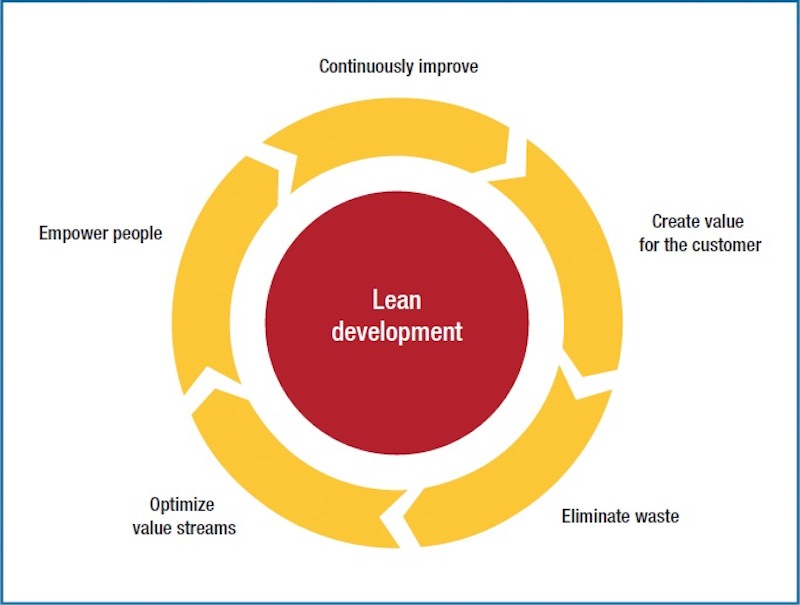 Continuously improve
Create value
for the customer
Eliminate waste
Optimize
value streams
Empower people
Lean
development